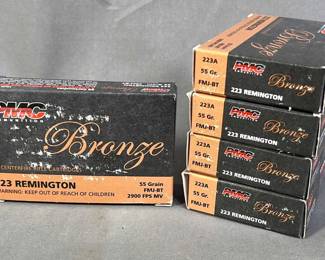 PMC
Bronze
CENTERFIRE
223 REMINGTON
55 Grain
FMJ-BT
2900 FPS MV
WARNING: KEEP OUT OF REACH OF CHILDREN
Bronze
223A
55 Gr.
FMJ-BT
PMC
Bronze
223 REMINGTON
223A
55 Gr.
FMJ-BT
PMC
Bronze
223 REMINGTON
223A
55 Gr.
FMJ-BT
PMC
Bronze
223 REMINGTON
223A
55 Gr.
FMJ-BT
PMC
Bronze
223 REMINGTON